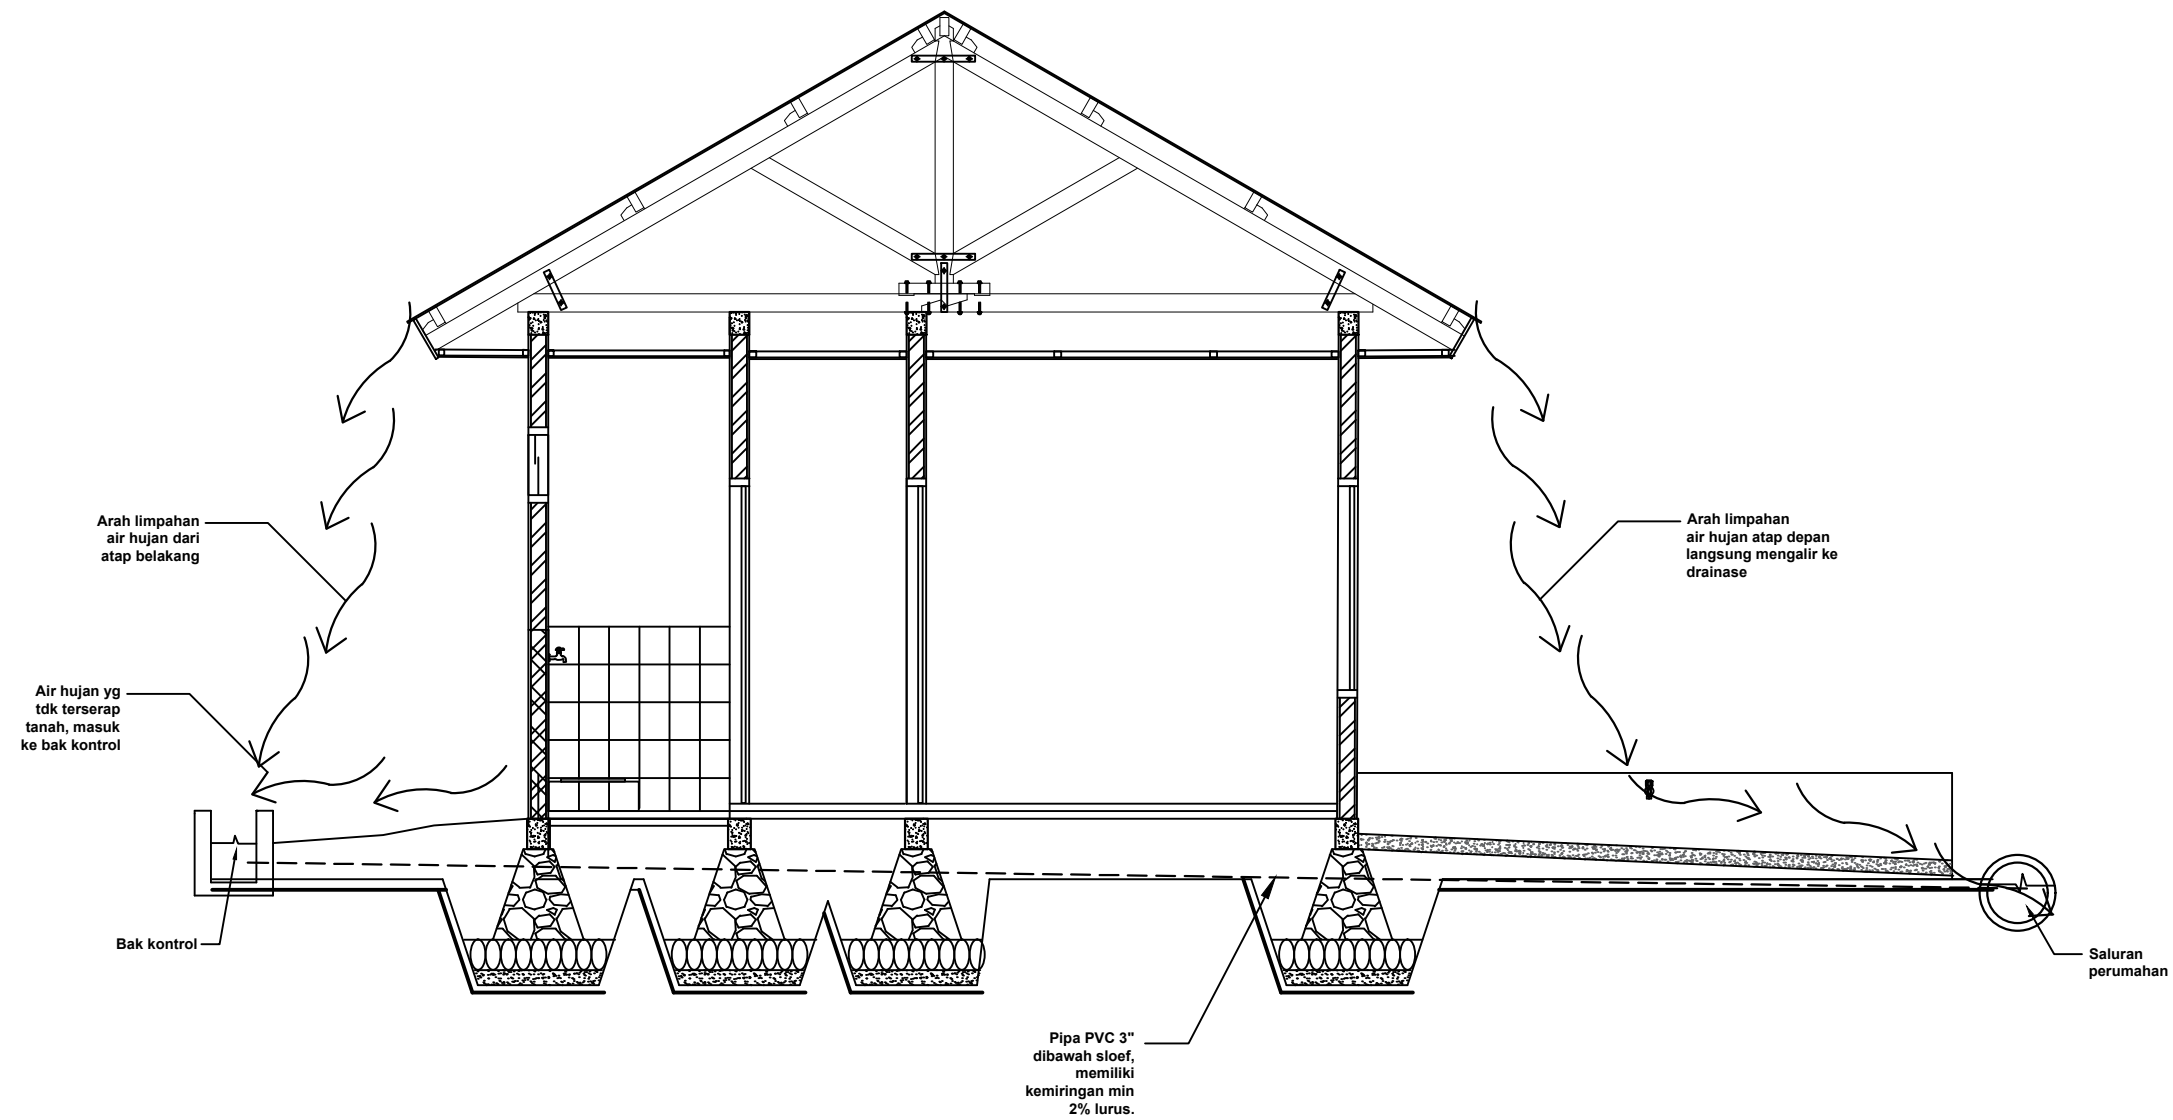 Arah limpahan
air hujan dari
atap belakang
Arah limpahan
air hujan atap depan
langsung mengalir ke
drainase
Air hujan yg
tdk terserap
tanah, masuk
ke bak kontrol
Bak kontrol
Saluran
perumahan
Pipa PVC 3"
dibawah sloef,
memiliki
kemiringan min
2% lurus.